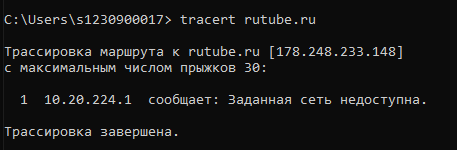 C:\Users\s1230900017> tracert rutube.ru
Трассировка маршрута к rutube.ru [178.248.233.148]
с максимальным числом прыжков 30:
1 10.20.224.1 сообщает: Заданная сеть недоступна.
Трассировка завершена.